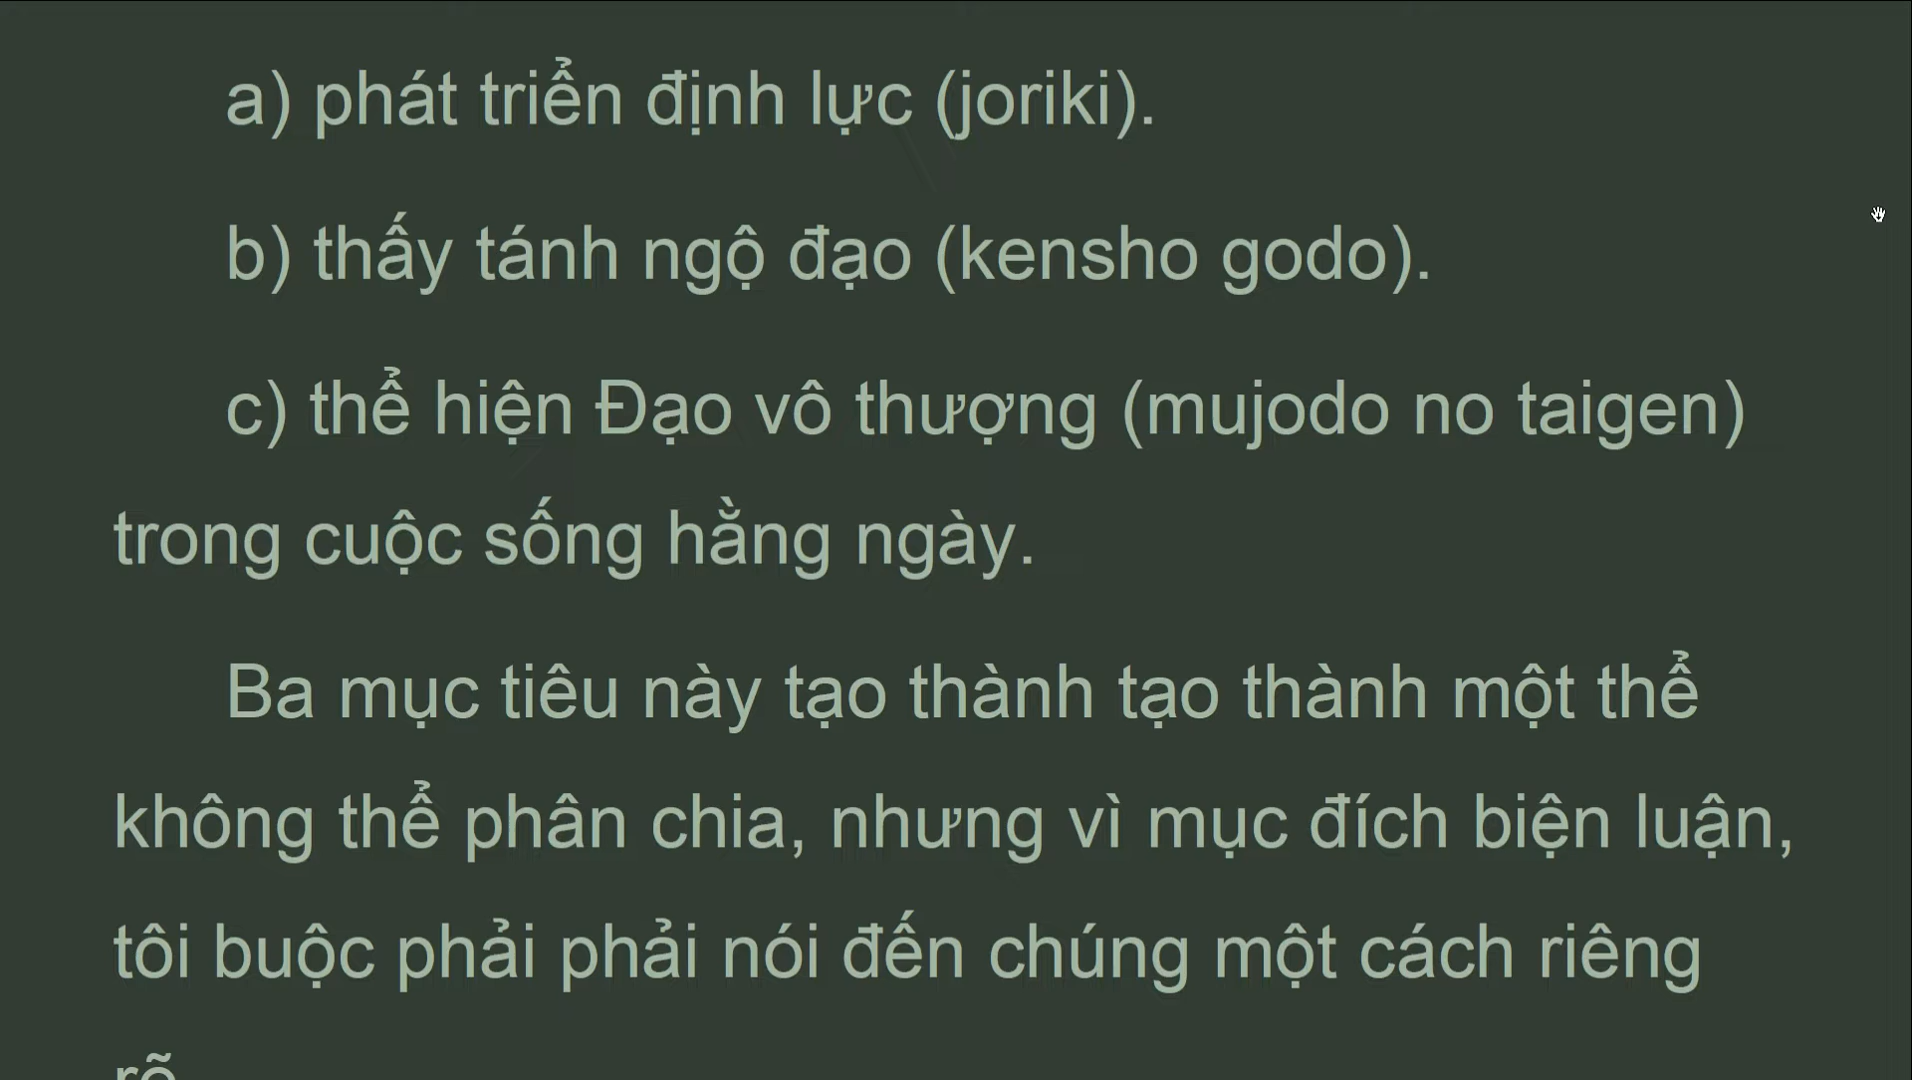 a) phát triển định lực (joriki).
b) thấy tánh ngộ đạo (kensho godo).
c) thể hiện Đạo vô thượng (mujodo no taigen)
trong cuộc sống hằng ngày.
Ba mục tiêu này tạo thành tạo thành một thể
không thể phân chia, nhưng vì mục đích biện luận,
tôi buộc phải phải nói đến chúng một cách riêng
rõ